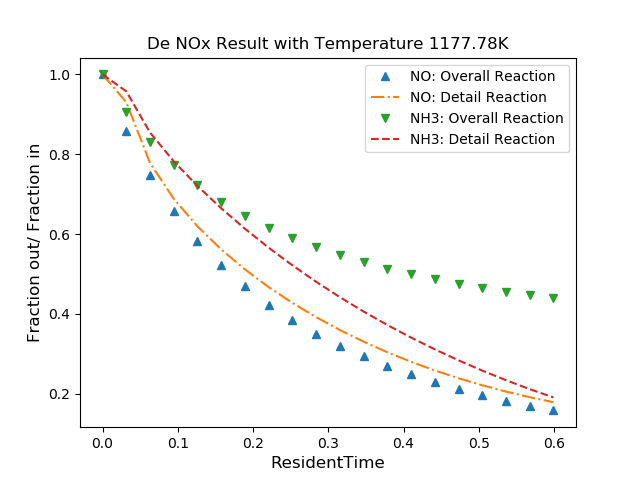 De NOx Result with Temperature 1177.78K
NO: Overall Reaction
NO: Detail Reaction
NH3: Overall Reaction
NH3: Detail Reaction
Fraction out/ Fraction in
1.0
0.8
0.6
0.4
0.2
0.0 0.1 0.2 0.3 0.4 0.5 0.6
ResidentTime